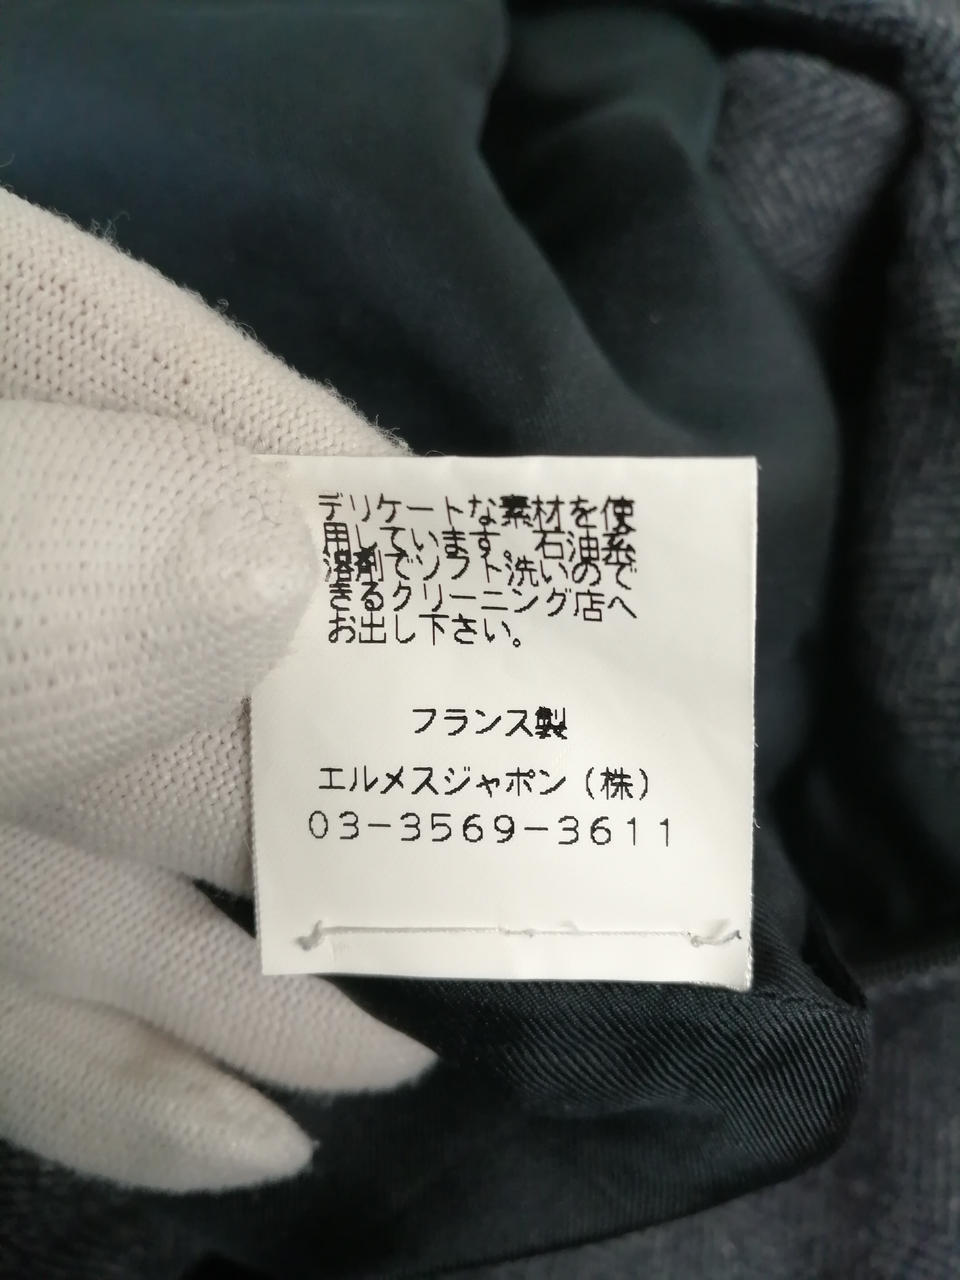 デリケートな素材を使
用しています。石油系
溶剤でソフト洗いので
きるクリーニング店へ
お出し下さい。
フランス製
エルメスジャポン（株）
03-3569-3611